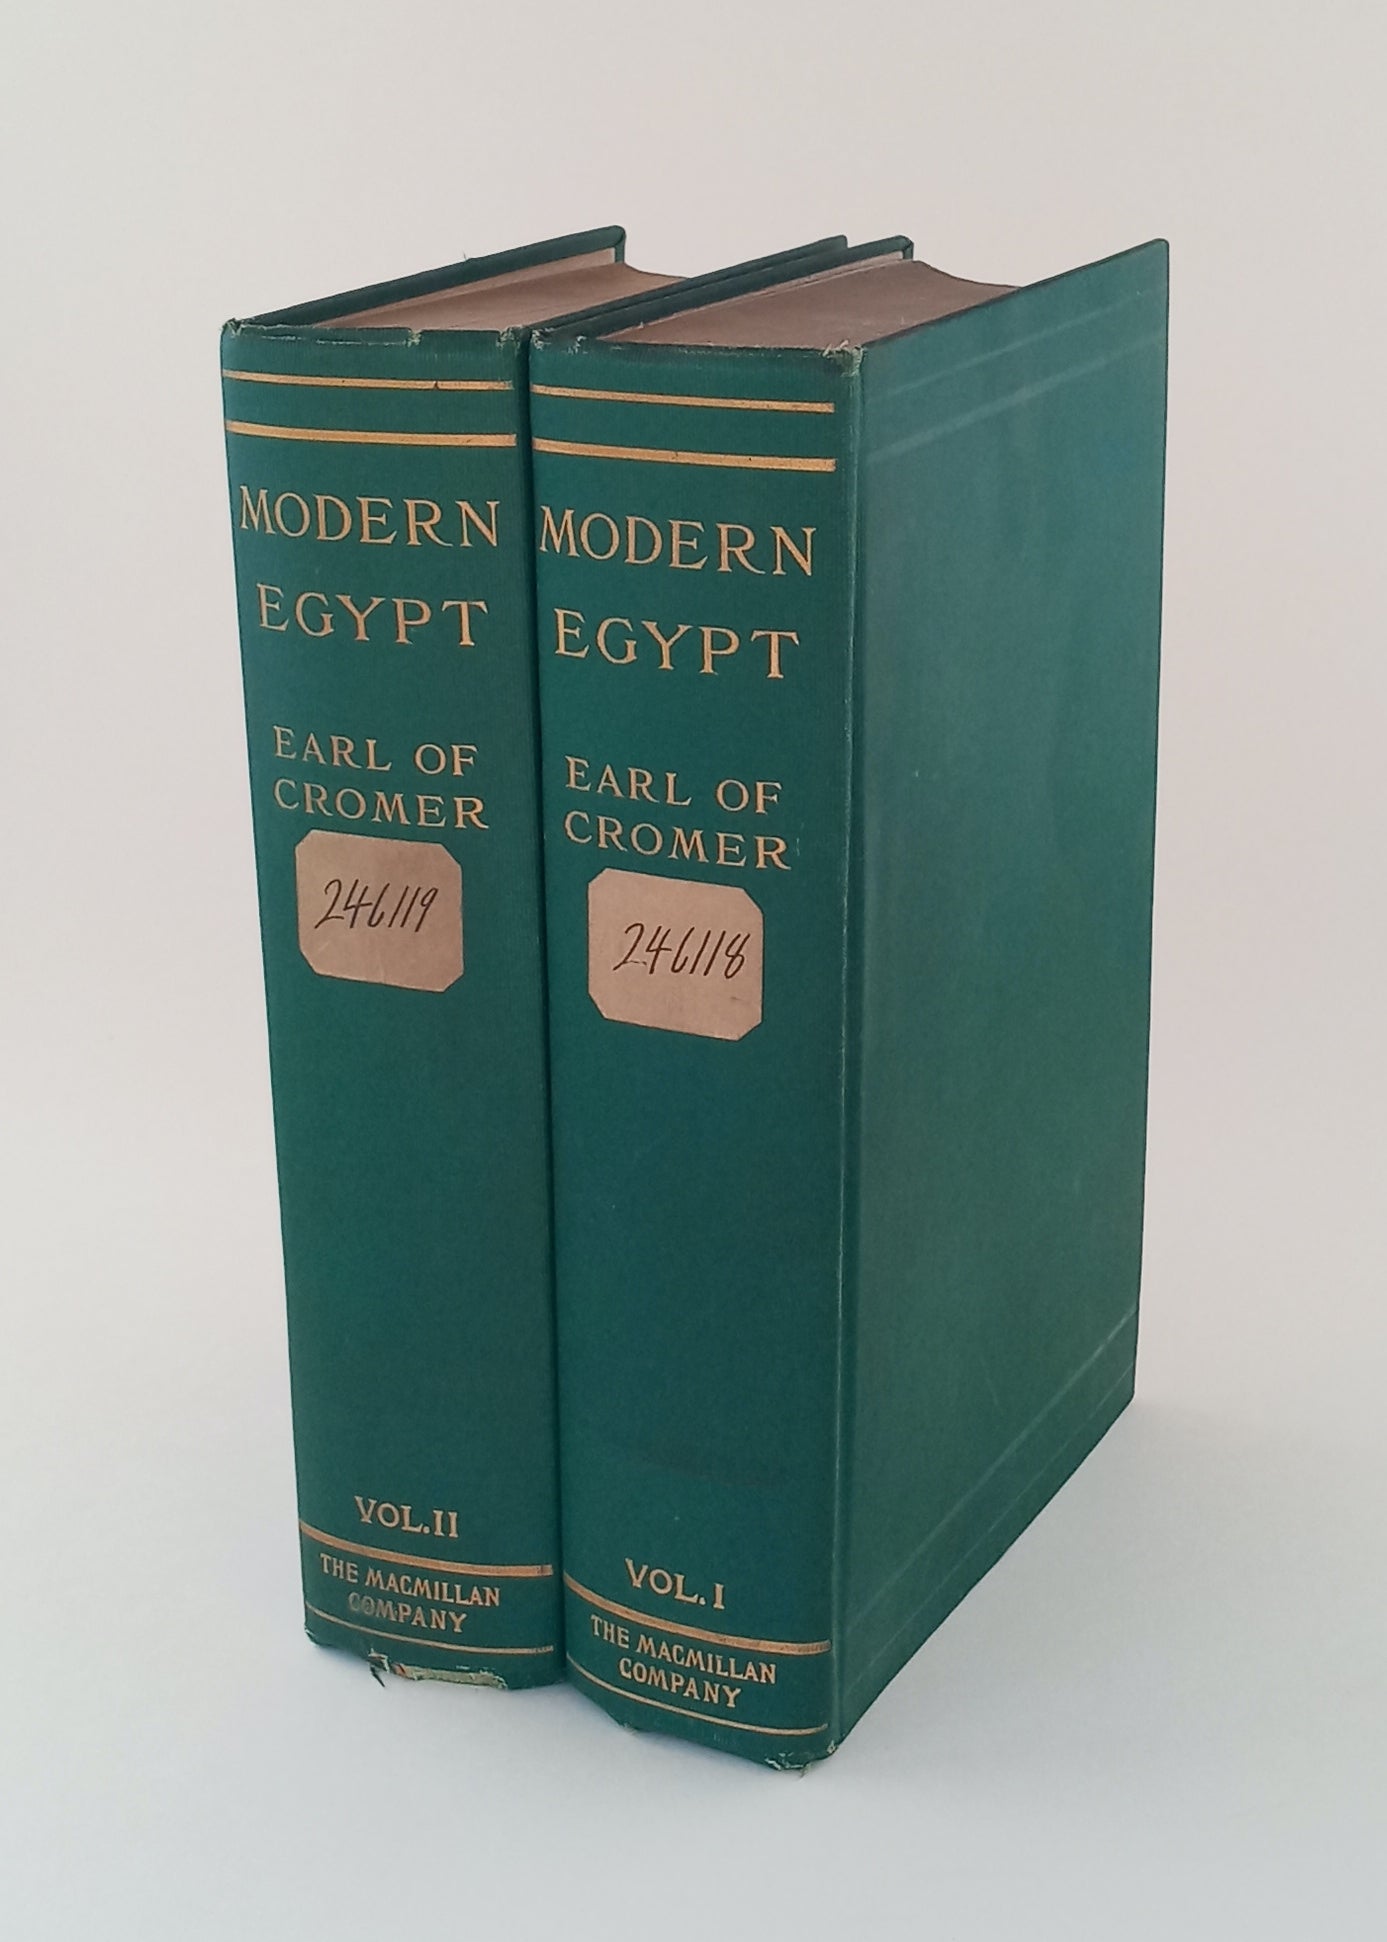 MODERN
EGYPT
EARL OF
CROMER
246119
VOL.II
THE MACMILLAN
COMPANY
MODERN
EGYPT
EARL OF
CROMER
246118
VOL.I
THE MACMILLAN
COMPANY